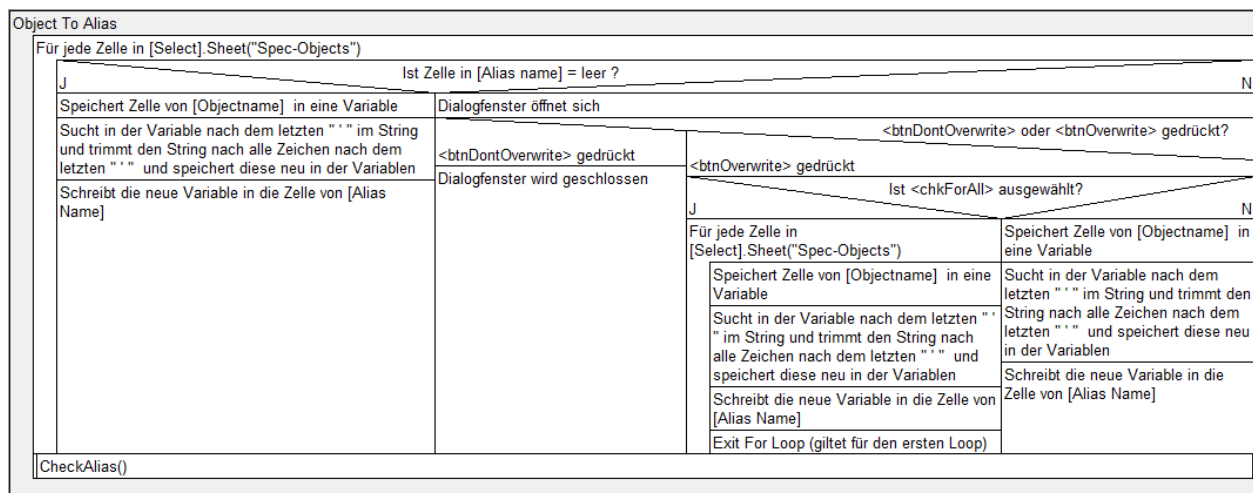 Object To Alias
Für jede Zelle in [Select].Sheet("Spec-Objects")
Ist Zelle in [Alias name] = leer ?
J
N
Speichert Zelle von [Objectname]  in eine Variable
Sucht in der Variable nach dem letzten " ' " im String
und trimmt den String nach alle Zeichen nach dem
letzten " ' "  und speichert diese neu in der Variablen
Schreibt die neue Variable in die Zelle von [Alias
Name]
Dialogfenster öffnet sich
<btnDontOverwrite> oder <btnOverwrite> gedrückt?
<btnDontOverwrite> gedrückt
Dialogfenster wird geschlossen
<btnOverwrite> gedrückt
Ist <chkForAll> ausgewählt?
J
N
Für jede Zelle in
[Select].Sheet("Spec-Objects")
Speichert Zelle von [Objectname]  in eine
Variable
Sucht in der Variable nach dem letzten " '
" im String und trimmt den String nach
alle Zeichen nach dem letzten " ' "  und
speichert diese neu in der Variablen
Schreibt die neue Variable in die Zelle von
[Alias Name]
Exit For Loop (giltet für den ersten Loop)
Speichert Zelle von [Objectname]  in
eine Variable
Sucht in der Variable nach dem
letzten " ' " im String und trimmt den
String nach alle Zeichen nach dem
letzten " ' "  und speichert diese neu
in der Variablen
Schreibt die neue Variable in die
Zelle von [Alias Name]
CheckAlias()